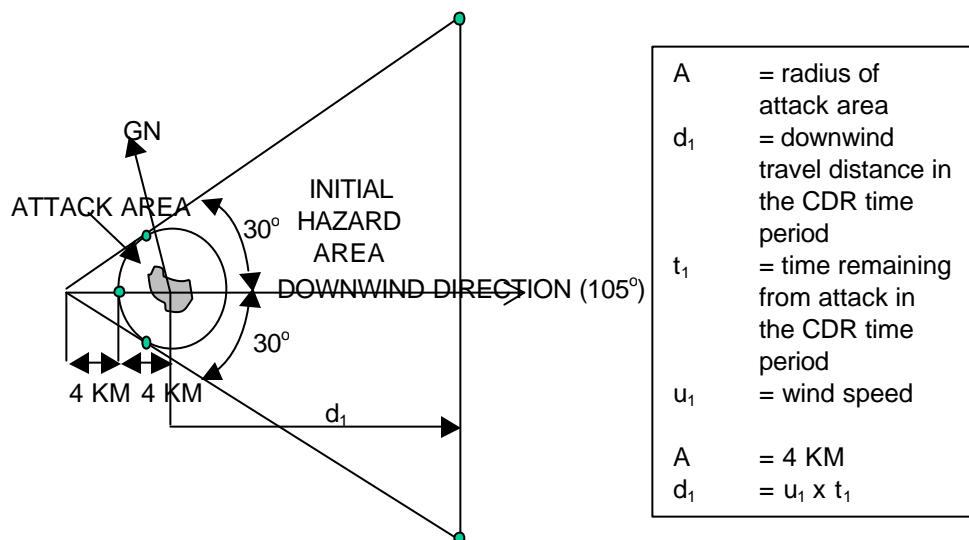 GN
ATTACK AREA
INITIAL
HAZARD
AREA
30°
DOWNWIND DIRECTION (105°)
30°
4 KM 4 KM
d₁
A = radius of
attack area
d₁ = downwind
travel distance in
the CDR time
period
t₁ = time remaining
from attack in
the CDR time
period
u₁ = wind speed
A = 4 KM
d₁ = u₁ x t₁